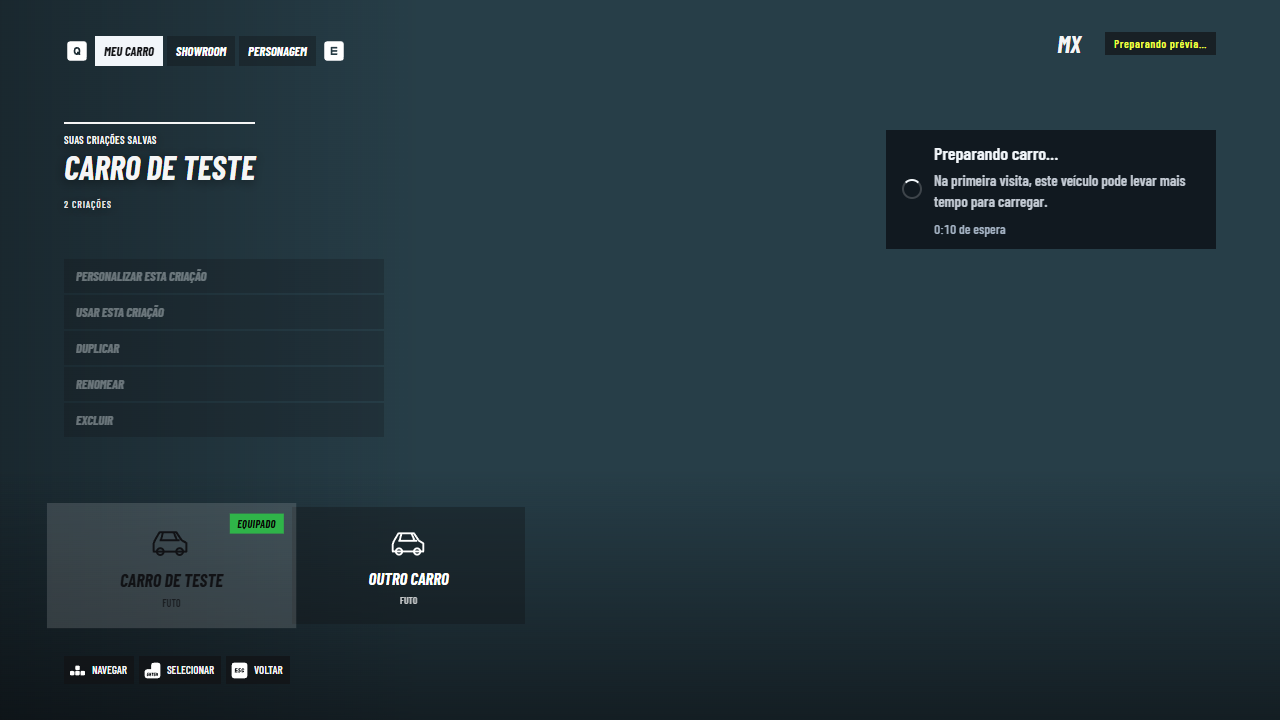 Q MEU CARRO SHOWROOM PERSONAGEM E
MX Preparando prévia...
SUAS CRIAÇÕES SALVAS
CARRO DE TESTE
2 CRIAÇÕES
Preparando carro...
Na primeira visita, este veículo pode levar mais
tempo para carregar.
0:10 de espera
PERSONALIZAR ESTA CRIAÇÃO
USAR ESTA CRIAÇÃO
DUPLICAR
RENOMEAR
EXCLUIR
EQUIPADO
CARRO DE TESTE
FUTO
OUTRO CARRO
FUTO
NAVEGAR ENTER SELECIONAR ESC VOLTAR